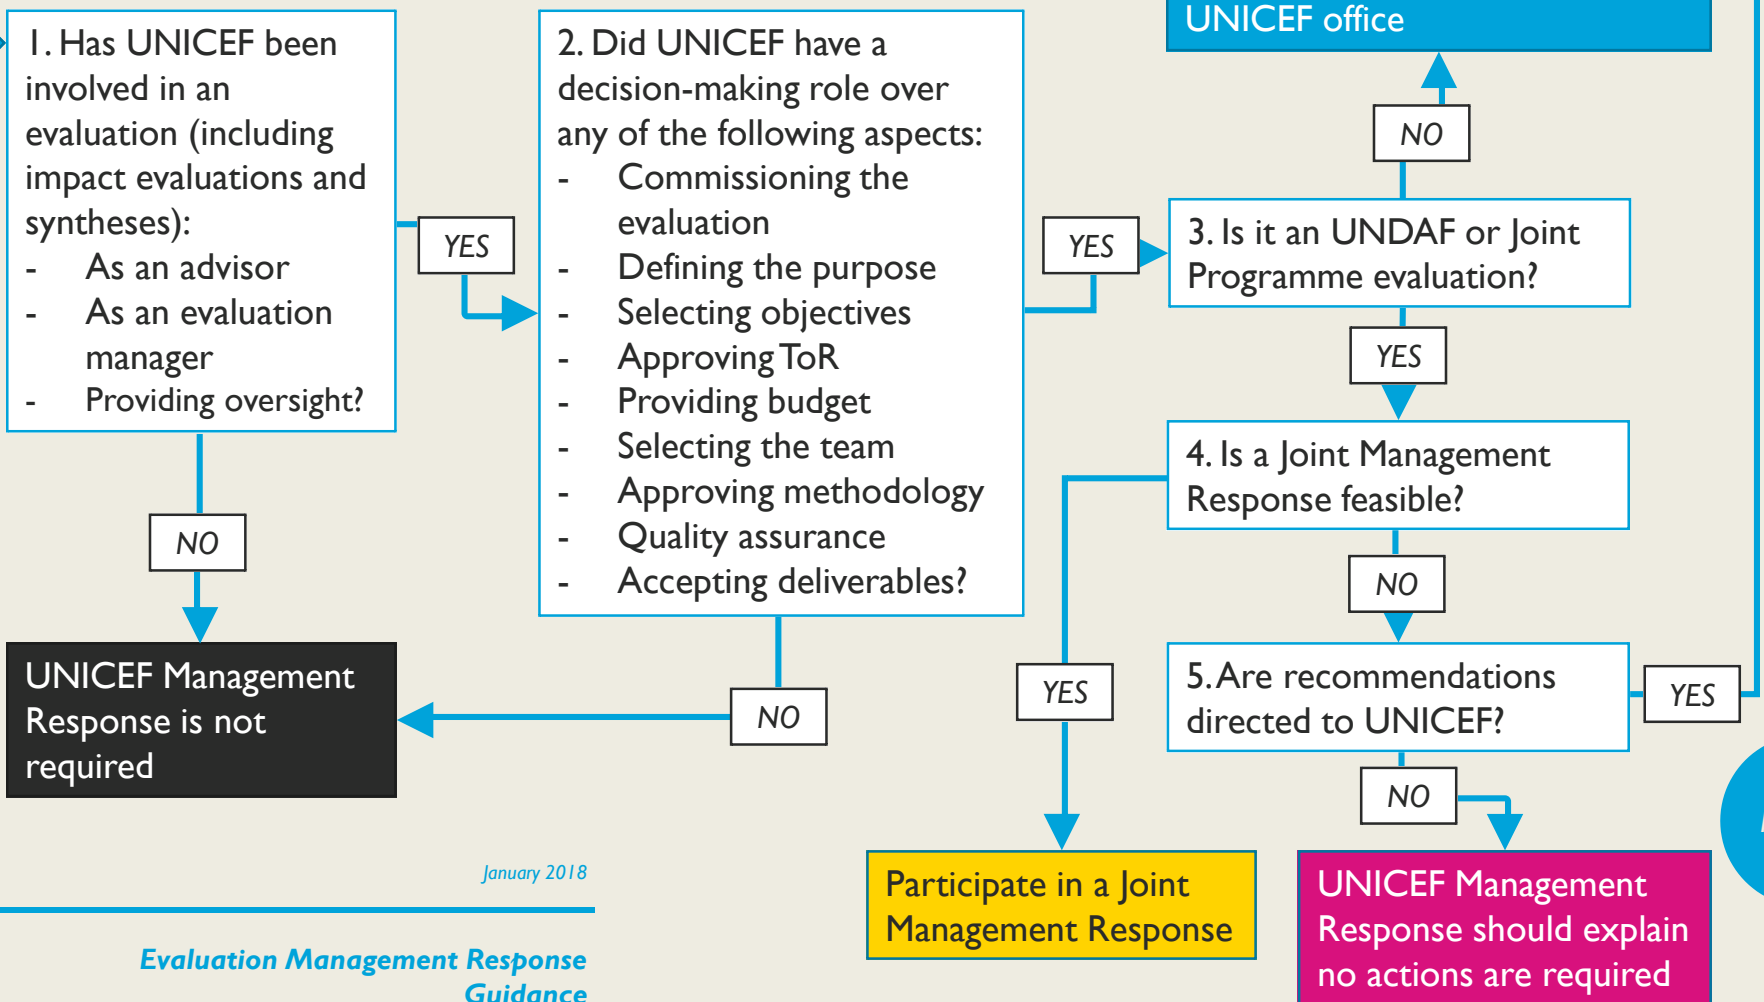 UNICEF office
1. Has UNICEF been
involved in an
evaluation (including
impact evaluations and
syntheses):
- As an advisor
- As an evaluation
manager
- Providing oversight?
YES
NO
UNICEF Management
Response is not
required
2. Did UNICEF have a
decision-making role over
any of the following aspects:
- Commissioning the
evaluation
- Defining the purpose
- Selecting objectives
- Approving ToR
- Providing budget
- Selecting the team
- Approving methodology
- Quality assurance
- Accepting deliverables?
YES
NO
NO
3. Is it an UNDAF or Joint
Programme evaluation?
YES
4. Is a Joint Management
Response feasible?
NO
YES
5. Are recommendations
directed to UNICEF?
YES
NO
Participate in a Joint
Management Response
UNICEF Management
Response should explain
no actions are required
January 2018
Evaluation Management Response
Guidance